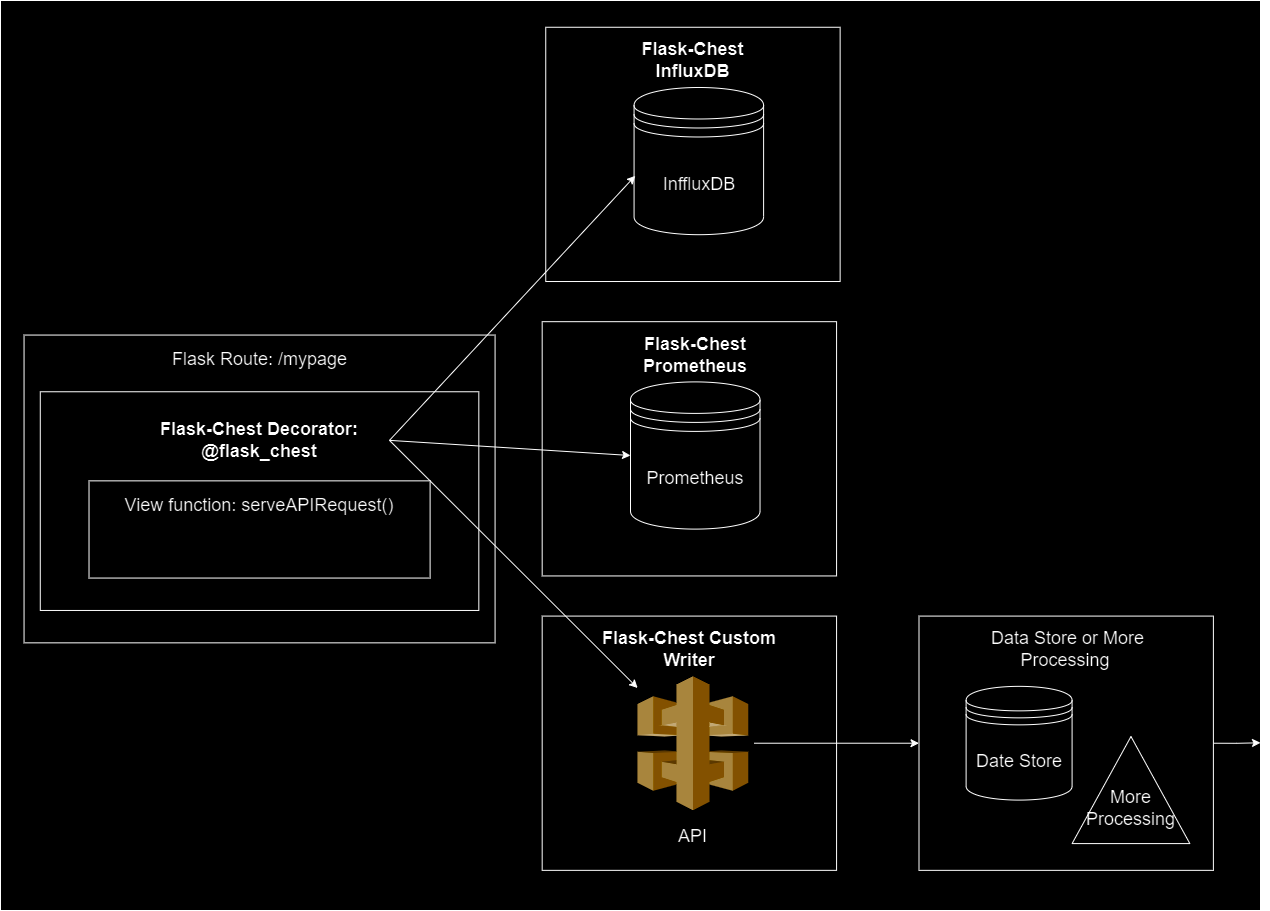 Flask-Chest
InfluxDB
InffluxDB
Flask Route: /mypage
Flask-Chest Decorator:
@flask_chest
View function: serveAPIRequest()
Flask-Chest
Prometheus
Prometheus
Flask-Chest Custom
Writer
API
Data Store or More
Processing
Date Store
More
Processing